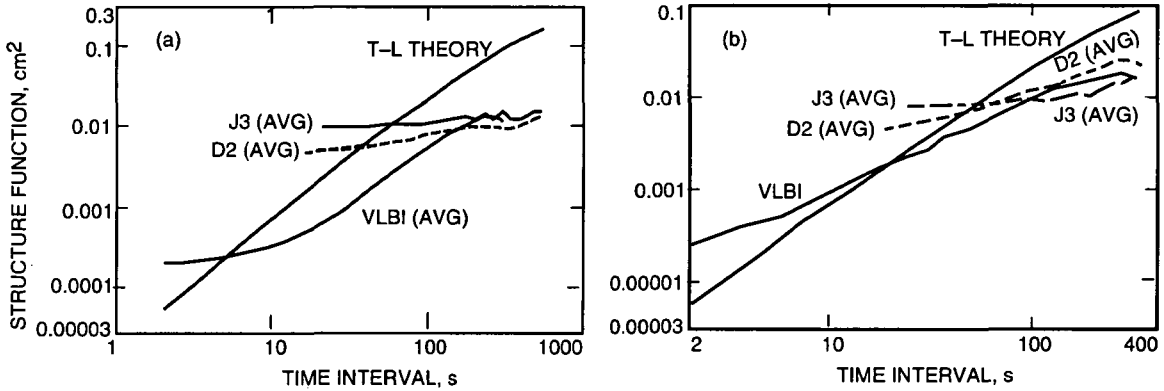 STRUCTURE FUNCTION, cm2
0.3
0.1
0.01
0.001
0.0001
0.00003
(a)
T–L THEORY
J3 (AVG)
D2 (AVG)
VLBI (AVG)
1
10
100
1000
TIME INTERVAL, s
0.1
0.01
0.001
0.00001
0.00003
(b)
T–L THEORY
D2 (AVG)
J3 (AVG)
D2 (AVG)
J3 (AVG)
VLBI
2
10
100
400
TIME INTERVAL, s